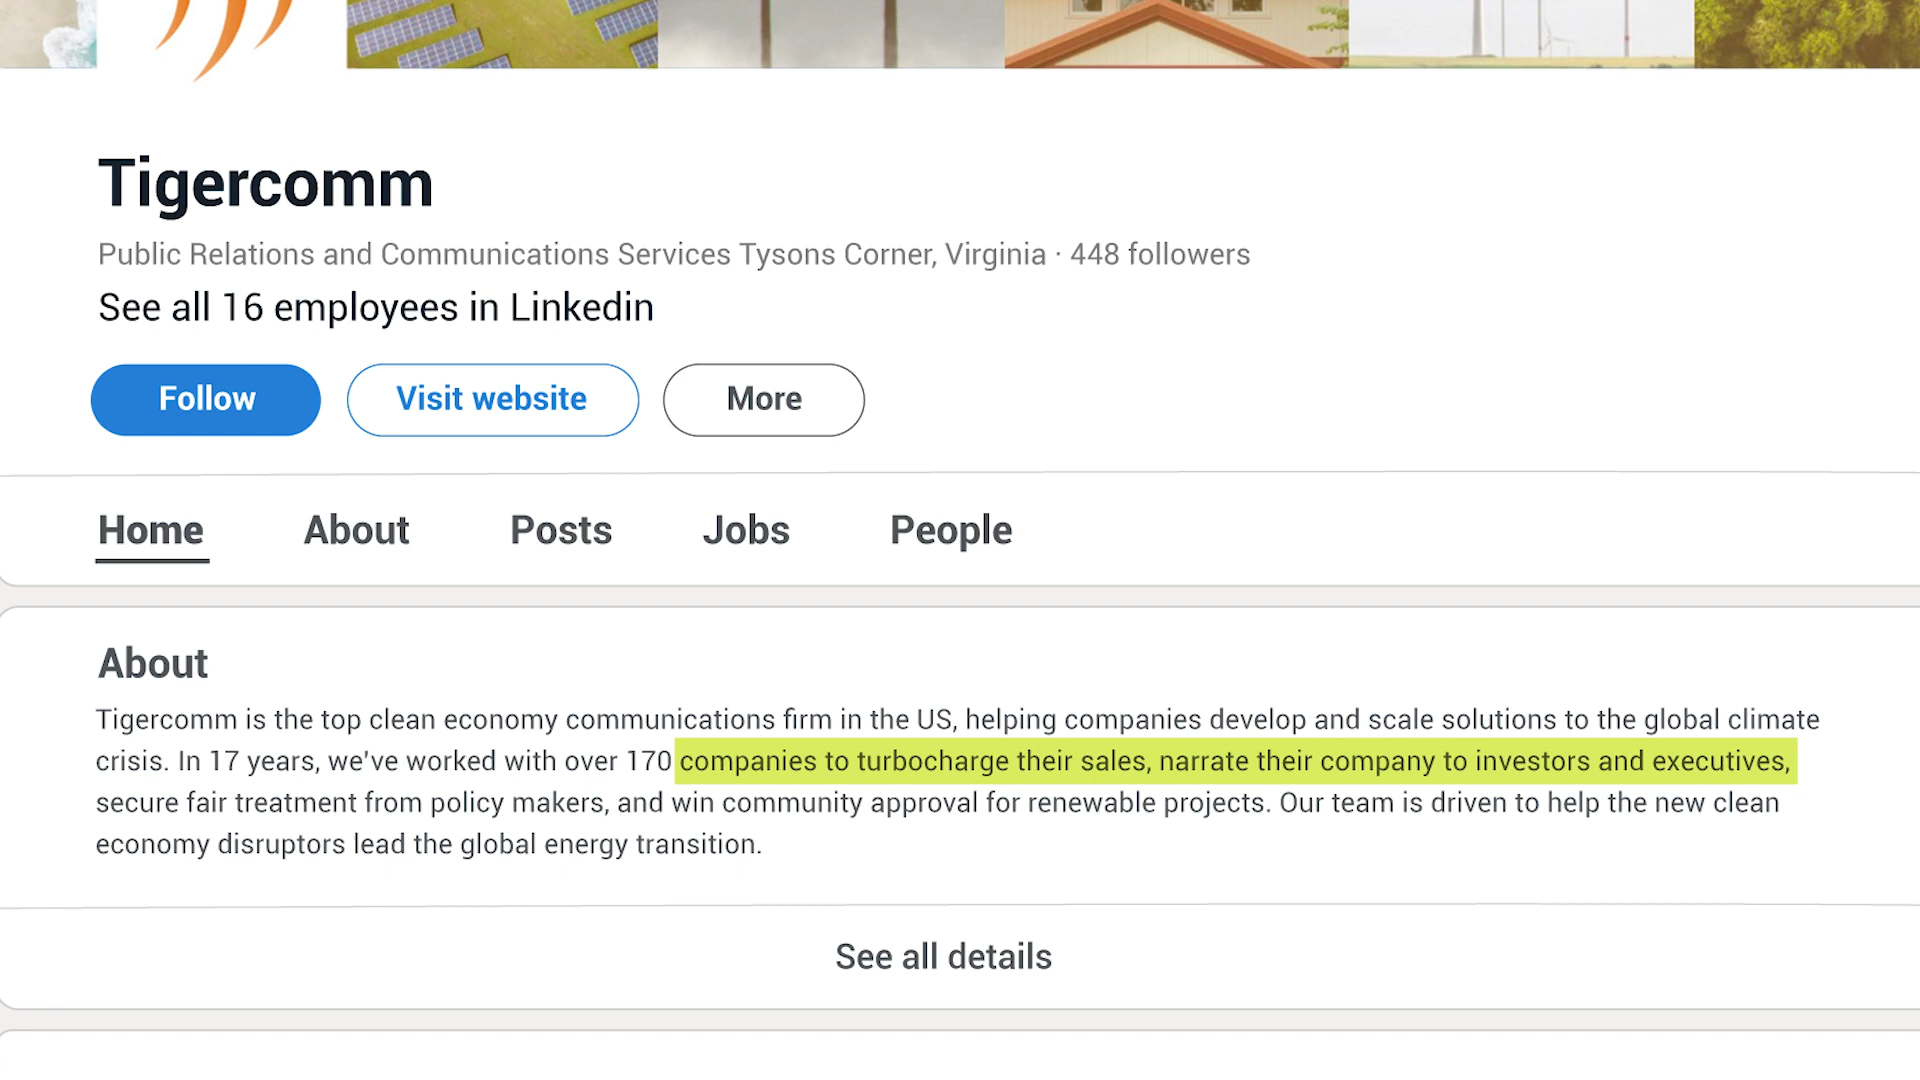 Tigercomm
Public Relations and Communications Services Tysons Corner, Virginia · 448 followers
See all 16 employees in Linkedin
Follow Visit website More
Home About Posts Jobs People
About
Tigercomm is the top clean economy communications firm in the US, helping companies develop and scale solutions to the global climate
crisis. In 17 years, we've worked with over 170 companies to turbocharge their sales, narrate their company to investors and executives,
secure fair treatment from policy makers, and win community approval for renewable projects. Our team is driven to help the new clean
economy disruptors lead the global energy transition.
See all details